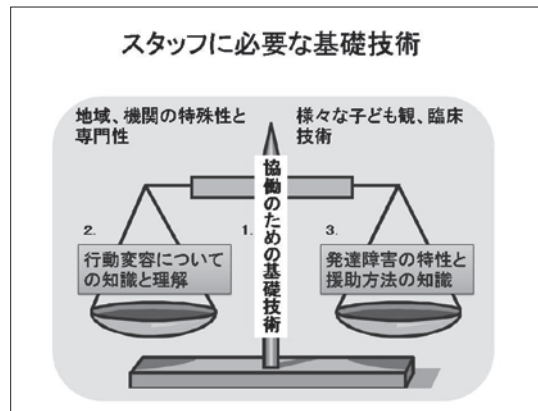 スタッフに必要な基礎技術
地域、機関の特殊性と
専門性
様々な子ども観、臨床
技術
2.
行動変容について
の知識と理解
1.
協働のための基礎技術
3.
発達障害の特性と
援助方法の知識